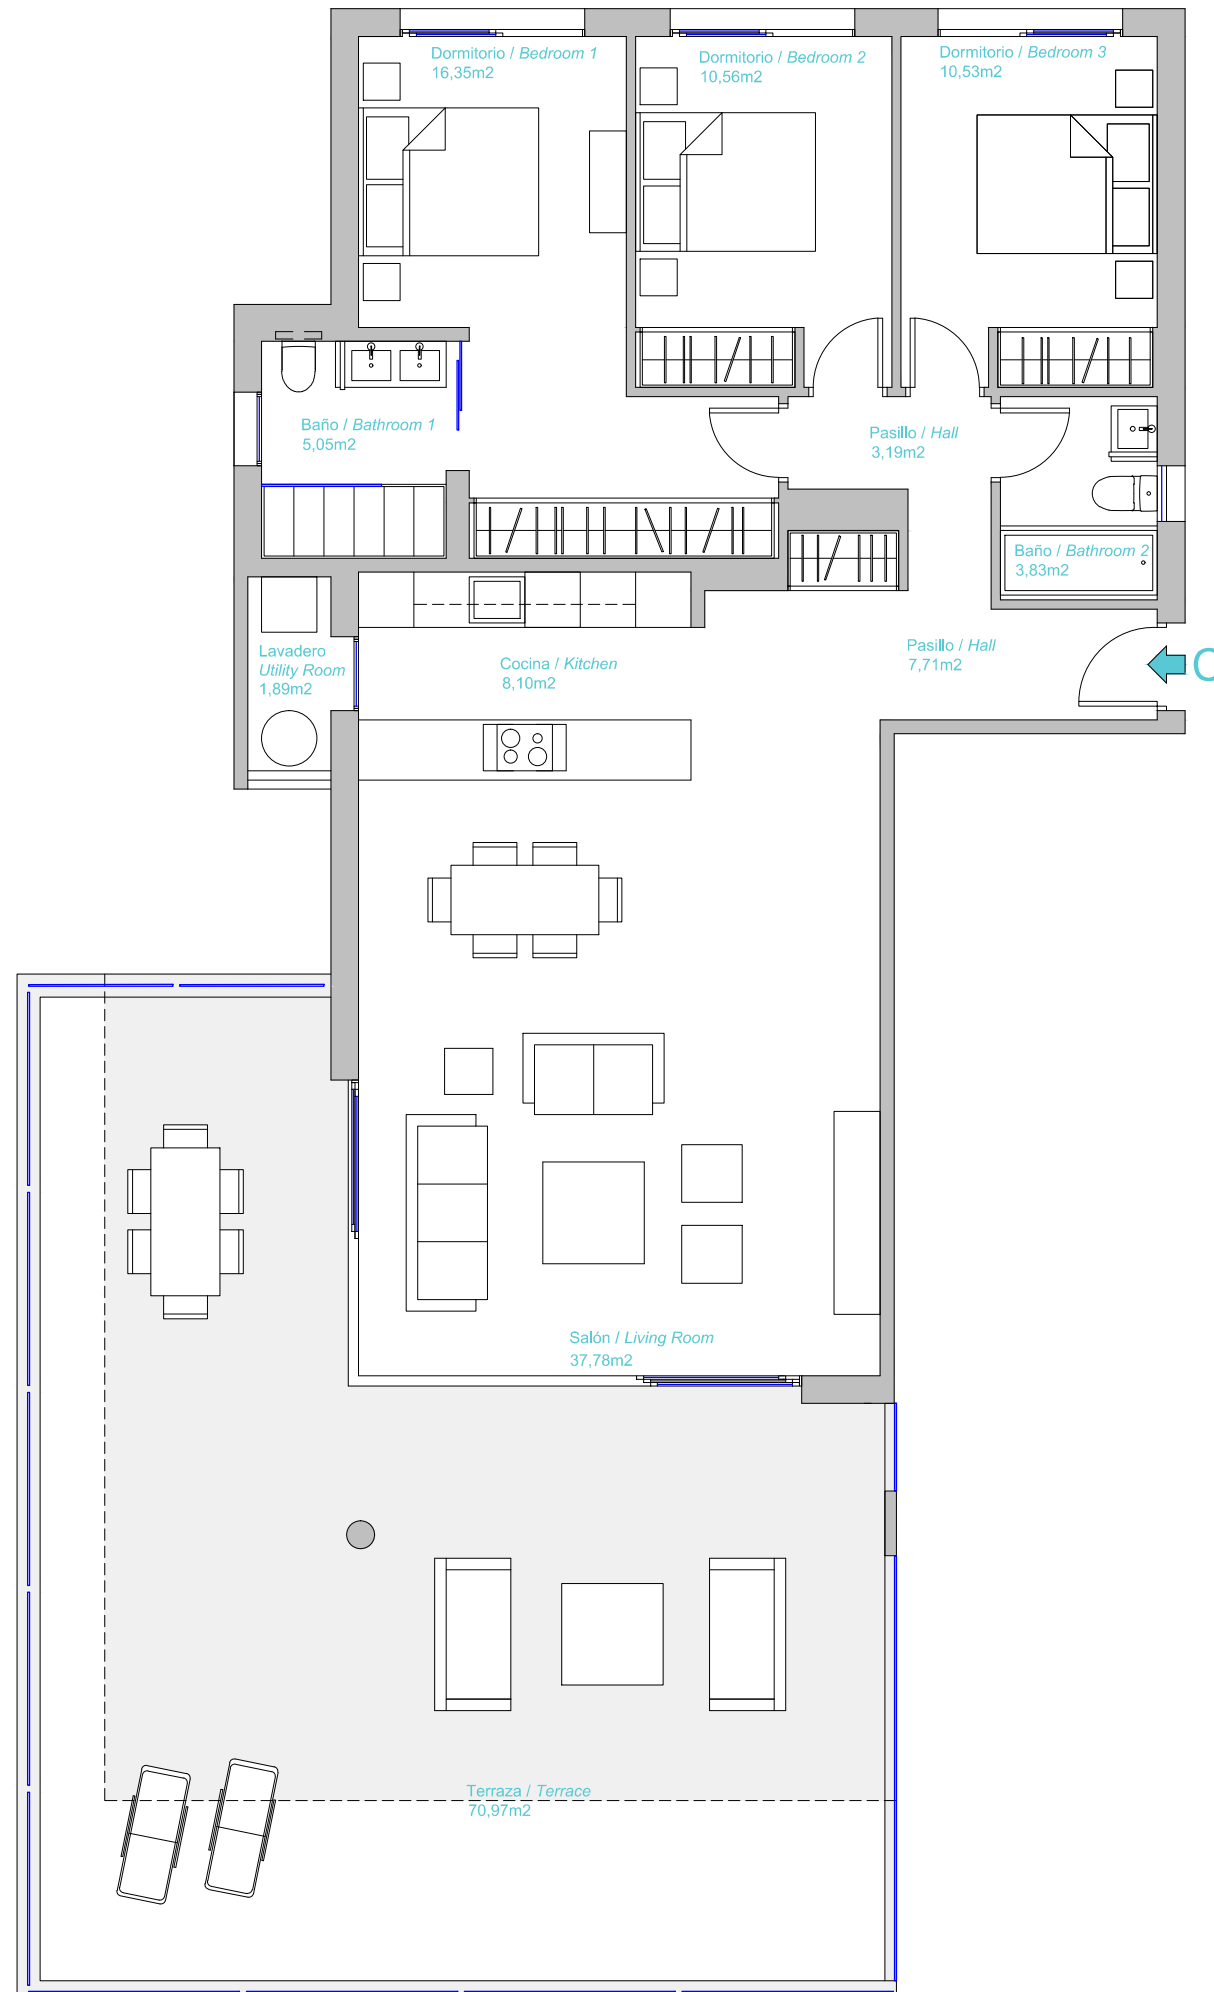 Dormitorio / Bedroom 1
16,35m2
Dormitorio / Bedroom 2
10,56m2
Dormitorio / Bedroom 3
10,53m2
Baño / Bathroom 1
5,05m2
Pasillo / Hall
3,19m2
Baño / Bathroom 2
3,83m2
Lavadero
Utility Room
1,89m2
Cocina / Kitchen
8,10m2
Pasillo / Hall
7,71m2
Salón / Living Room
37,78m2
Terraza / Terrace
70,97m2